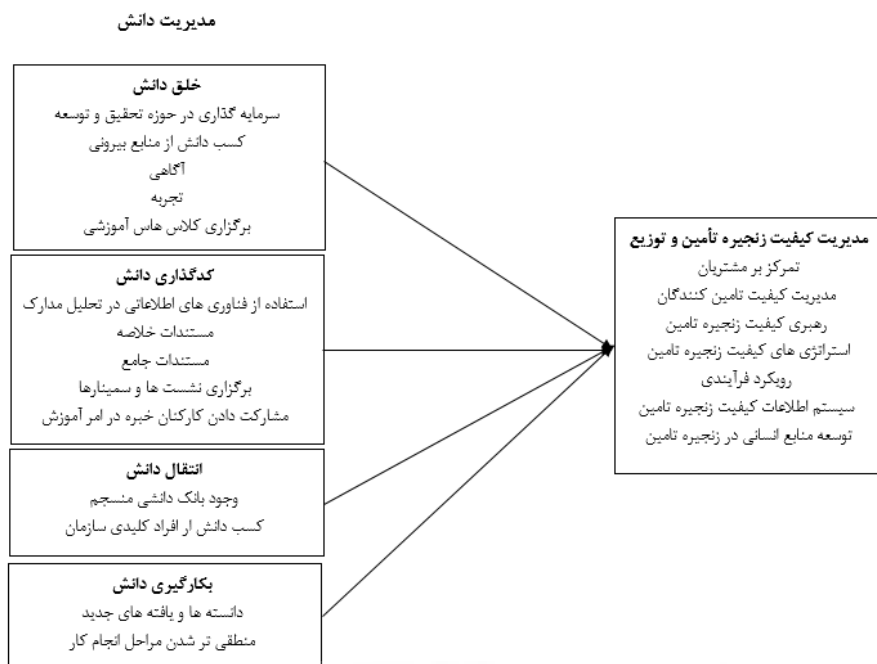 مدیریت دانش
خلق دانش
سرمایه گذاری در حوزه تحقیق و توسعه
کسب دانش از منابع بیرونی
آگاهی
تجربه
برگزاری کلاس هاس آموزشی
کدگذاری دانش
استفاده از فناوری های اطلاعاتی در تحلیل مدارک
مستندات خلاصه
مستندات جامع
برگزاری نشست ها و سمینارها
مشارکت دادن کارکنان خبره در امر آموزش
انتقال دانش
وجود بانک دانشی منسجم
کسب دانش ار افراد کلیدی سازمان
بکارگیری دانش
دانسته ها و یافته های جدید
منطقی تر شدن مراحل انجام کار
مدیریت کیفیت زنجیره تأمین و توزیع
تمرکز بر مشتریان
مدیریت کیفیت تامین کنندگان
رهبری کیفیت زنجیره تامین
استراتژی های کیفیت زنجیره تامین
رویکرد فرآیندی
سیستم اطلاعات کیفیت زنجیره تامین
توسعه منابع انسانی در زنجیره تامین